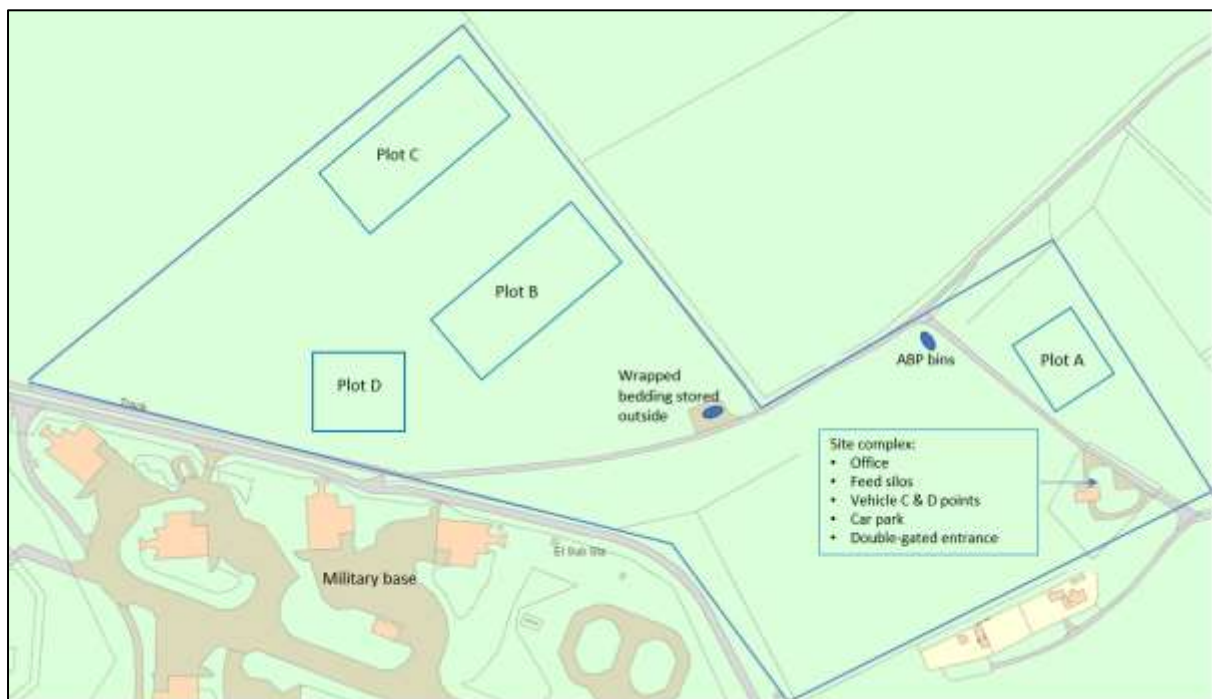 Plot C
Plot B
Plot D
Wrapped
bedding stored
outside
ABP bins
Plot A
Site complex:
• Office
• Feed silos
• Vehicle C & D points
• Car park
• Double-gated entrance
El Sub Sta
Military base